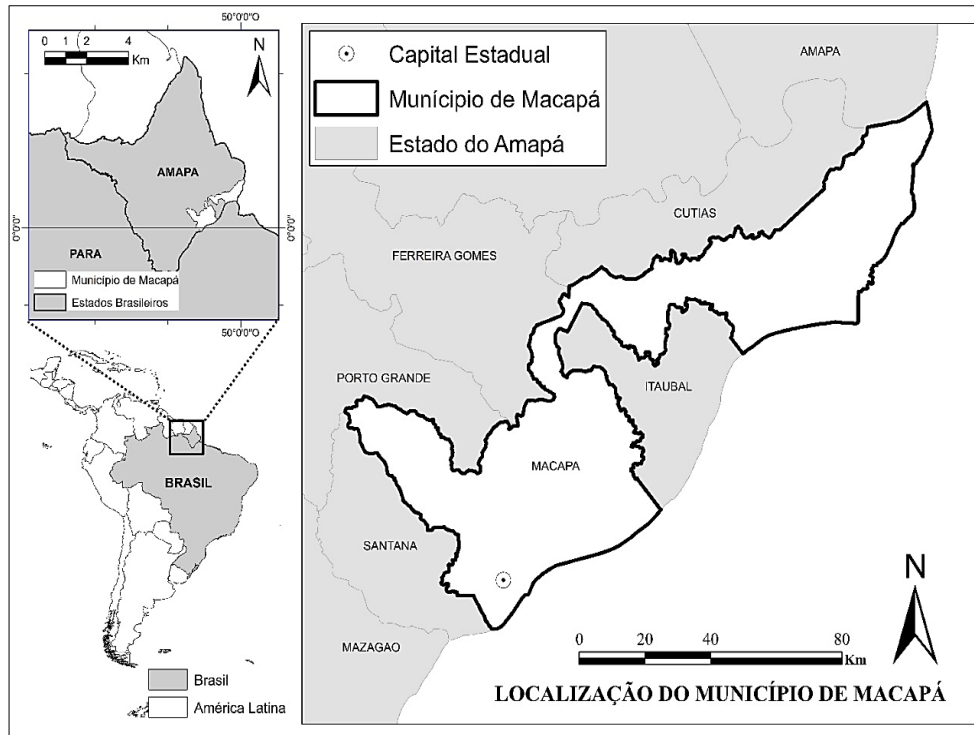 50°0'0"O
0 1 2 4
Km
N
AMAPA
0°0'0"
0°0'0"
PARA
Município de Macapá
Estados Brasileiros
50°0'0"O
BRASIL
Brasil
América Latina
Capital Estadual
Munícipio de Macapá
Estado do Amapá
AMAPA
CUTIAS
FERREIRA GOMES
ITAUBAL
PORTO GRANDE
MACAPA
SANTANA
MAZAGAO
N
0 20 40 80
Km
LOCALIZAÇÃO DO MUNICÍPIO DE MACAPÁ